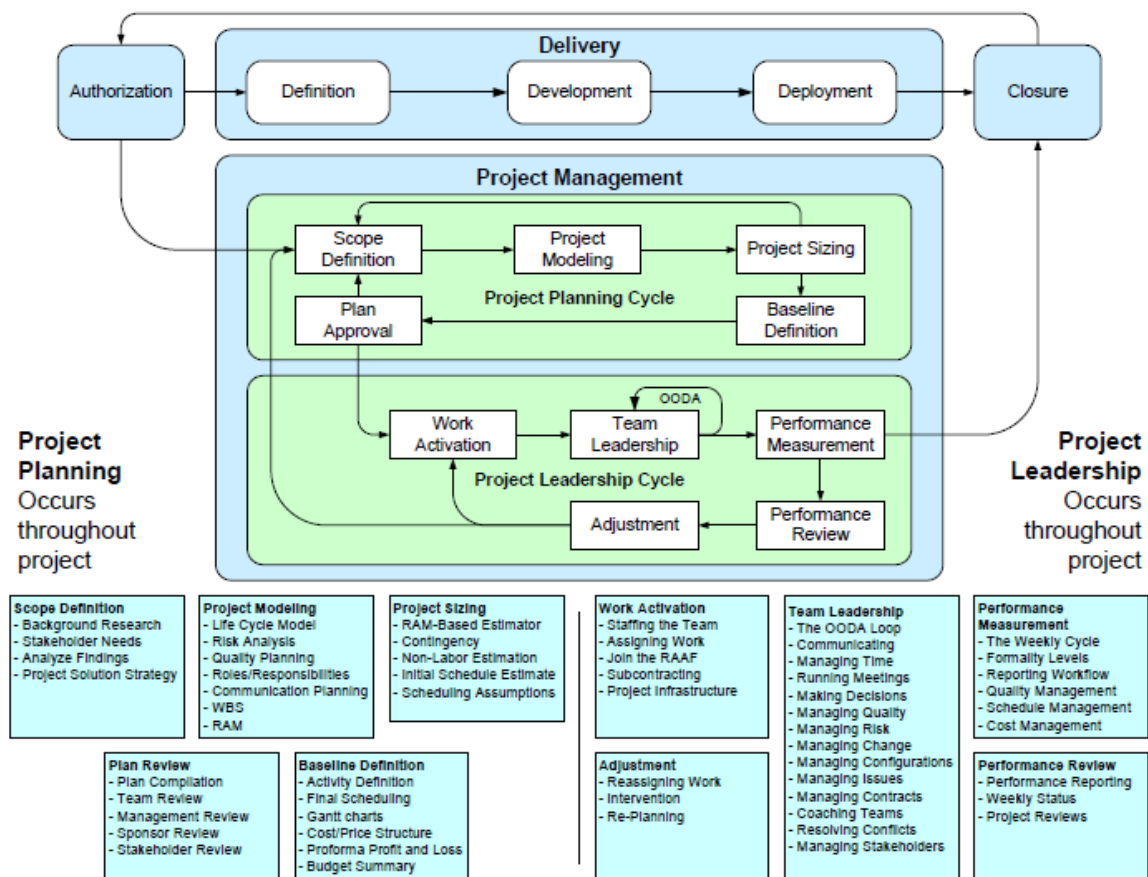 Delivery
Authorization
Definition
Development
Deployment
Closure
Project Management
Scope
Definition
Project
Modeling
Project Sizing
Project Planning Cycle
Plan
Approval
Baseline
Definition
OODA
Work
Activation
Team
Leadership
Performance
Measurement
Project Leadership Cycle
Adjustment
Performance
Review
Project
Planning
Occurs
throughout
project
Project
Leadership
Occurs
throughout
project
Scope Definition
- Background Research
- Stakeholder Needs
- Analyze Findings
- Project Solution Strategy
Project Modeling
- Life Cycle Model
- Risk Analysis
- Quality Planning
- Roles/Responsibilities
- Communication Planning
- WBS
- RAM
Project Sizing
- RAM-Based Estimator
- Contingency
- Non-Labor Estimation
- Initial Schedule Estimate
- Scheduling Assumptions
Plan Review
- Plan Compilation
- Team Review
- Management Review
- Sponsor Review
- Stakeholder Review
Baseline Definition
- Activity Definition
- Final Scheduling
- Gantt charts
- Cost/Price Structure
- Proforma Profit and Loss
- Budget Summary
Work Activation
- Staffing the Team
- Assigning Work
- Join the RAAF
- Subcontracting
- Project Infrastructure
Adjustment
- Reassigning Work
- Intervention
- Re-Planning
Team Leadership
- The OODA Loop
- Communicating
- Managing Time
- Running Meetings
- Making Decisions
- Managing Quality
- Managing Risk
- Managing Change
- Managing Configurations
- Managing Issues
- Managing Contracts
- Coaching Teams
- Resolving Conflicts
- Managing Stakeholders
Performance
Measurement
- The Weekly Cycle
- Formality Levels
- Reporting Workflow
- Quality Management
- Schedule Management
- Cost Management
Performance Review
- Performance Reporting
- Weekly Status
- Project Reviews